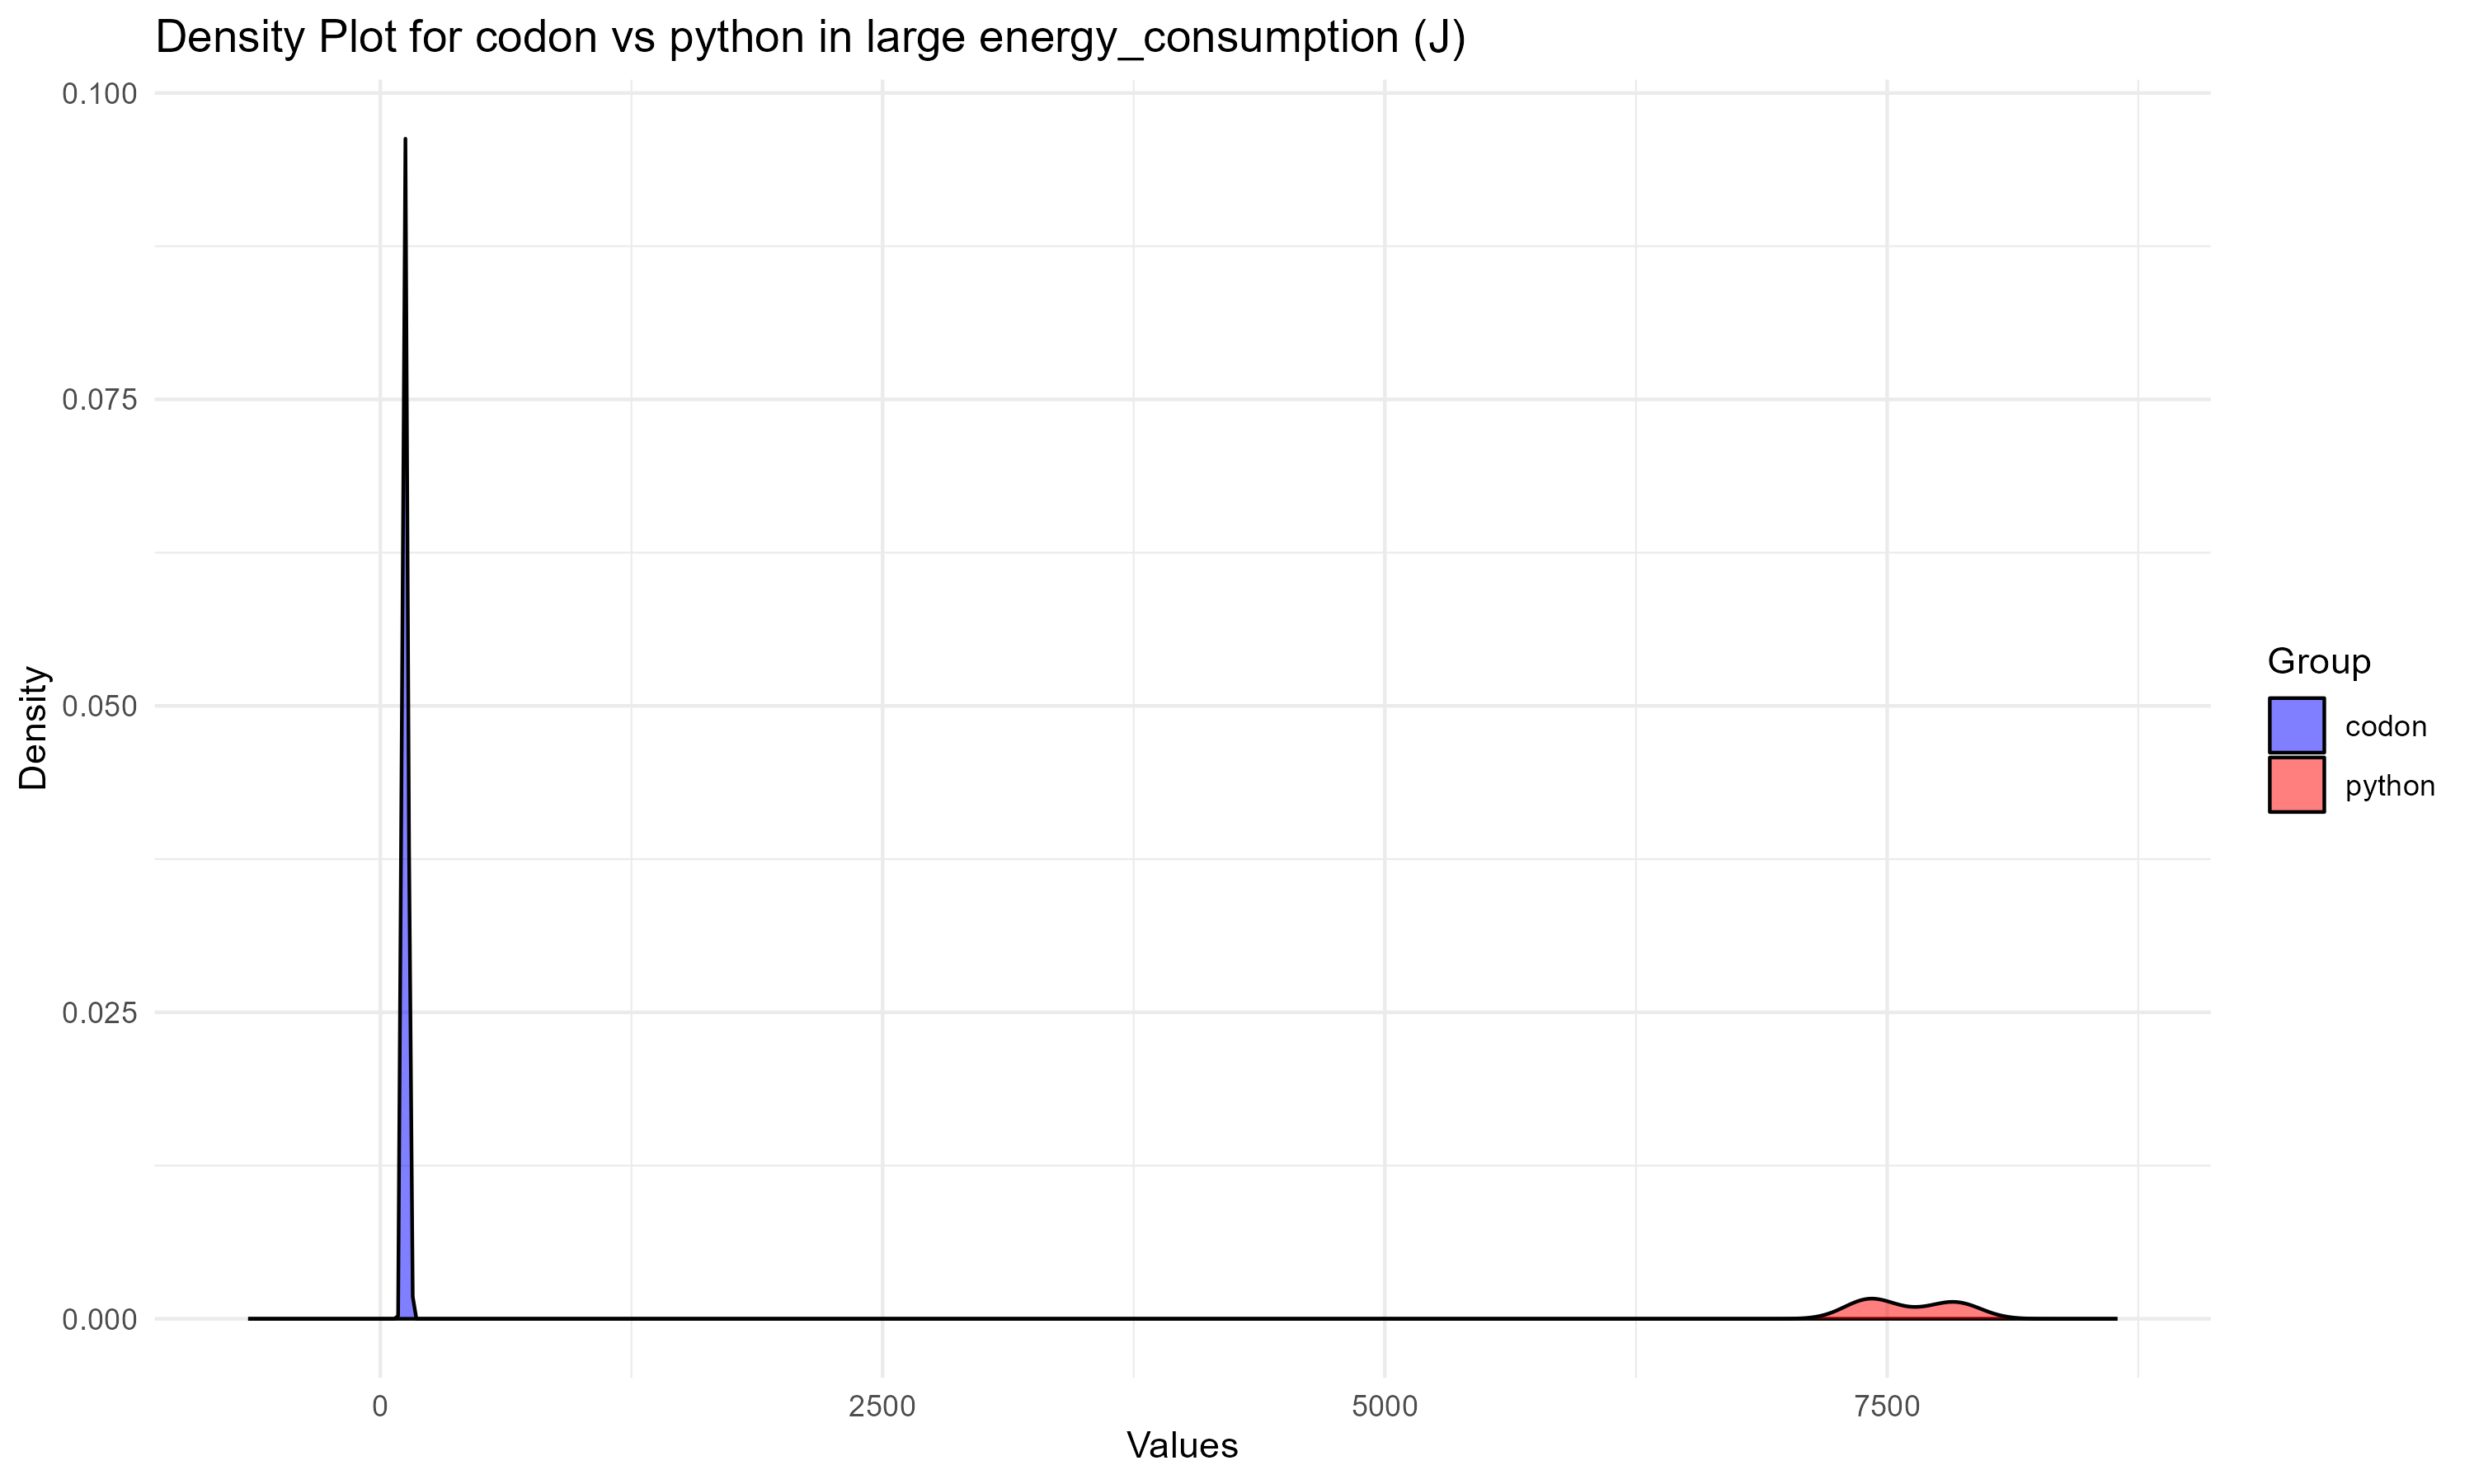 Density Plot for codon vs python in large energy_consumption (J)
0.100
0.075
0.050
0.025
0.000
Density
0
2500
5000
7500
Values
Group
codon
python